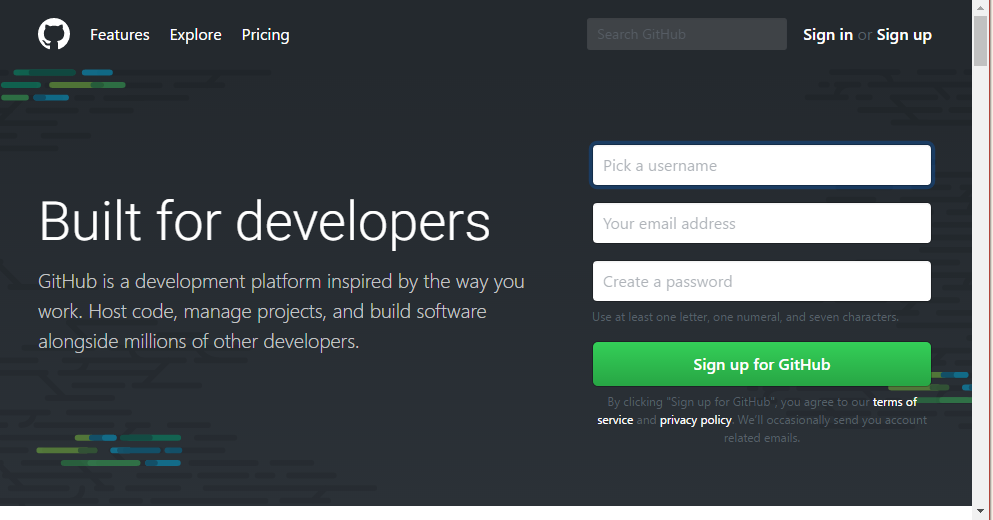 Features Explore Pricing
Search GitHub
Sign in or Sign up
Built for developers
GitHub is a development platform inspired by the way you
work. Host code, manage projects, and build software
alongside millions of other developers.
Pick a username
Your email address
Create a password
Use at least one letter, one numeral, and seven characters.
Sign up for GitHub
By clicking "Sign up for GitHub", you agree to our terms of
service and privacy policy. We'll occasionally send you account
related emails.